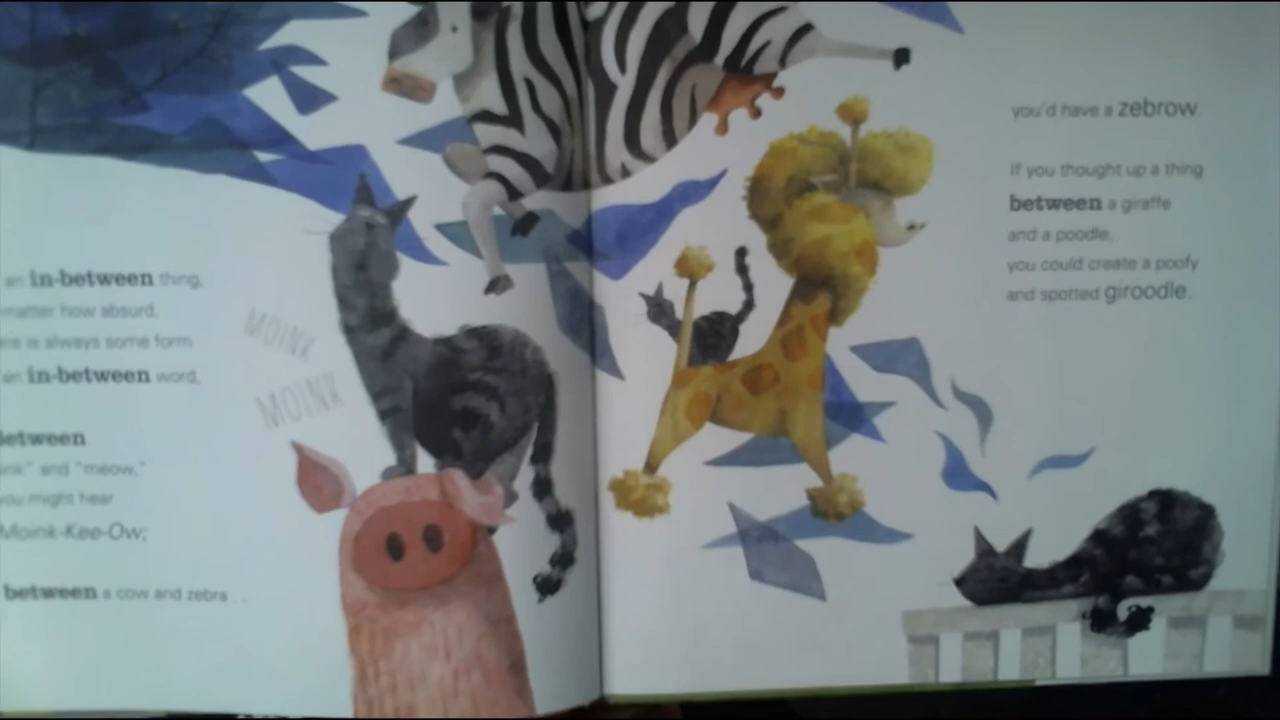 an in-between thing,
matter how absurd,
ere is always some form
an in-between word,
MOINK
MOINK
Between
and "meow,"
you might hear
Moink-Kee-Ow;
between a cow and zebra . .
you'd have a zebrow.
If you thought up a thing
between a giraffe
and a poodle,
you could create a poofy
and spotted giroodle.